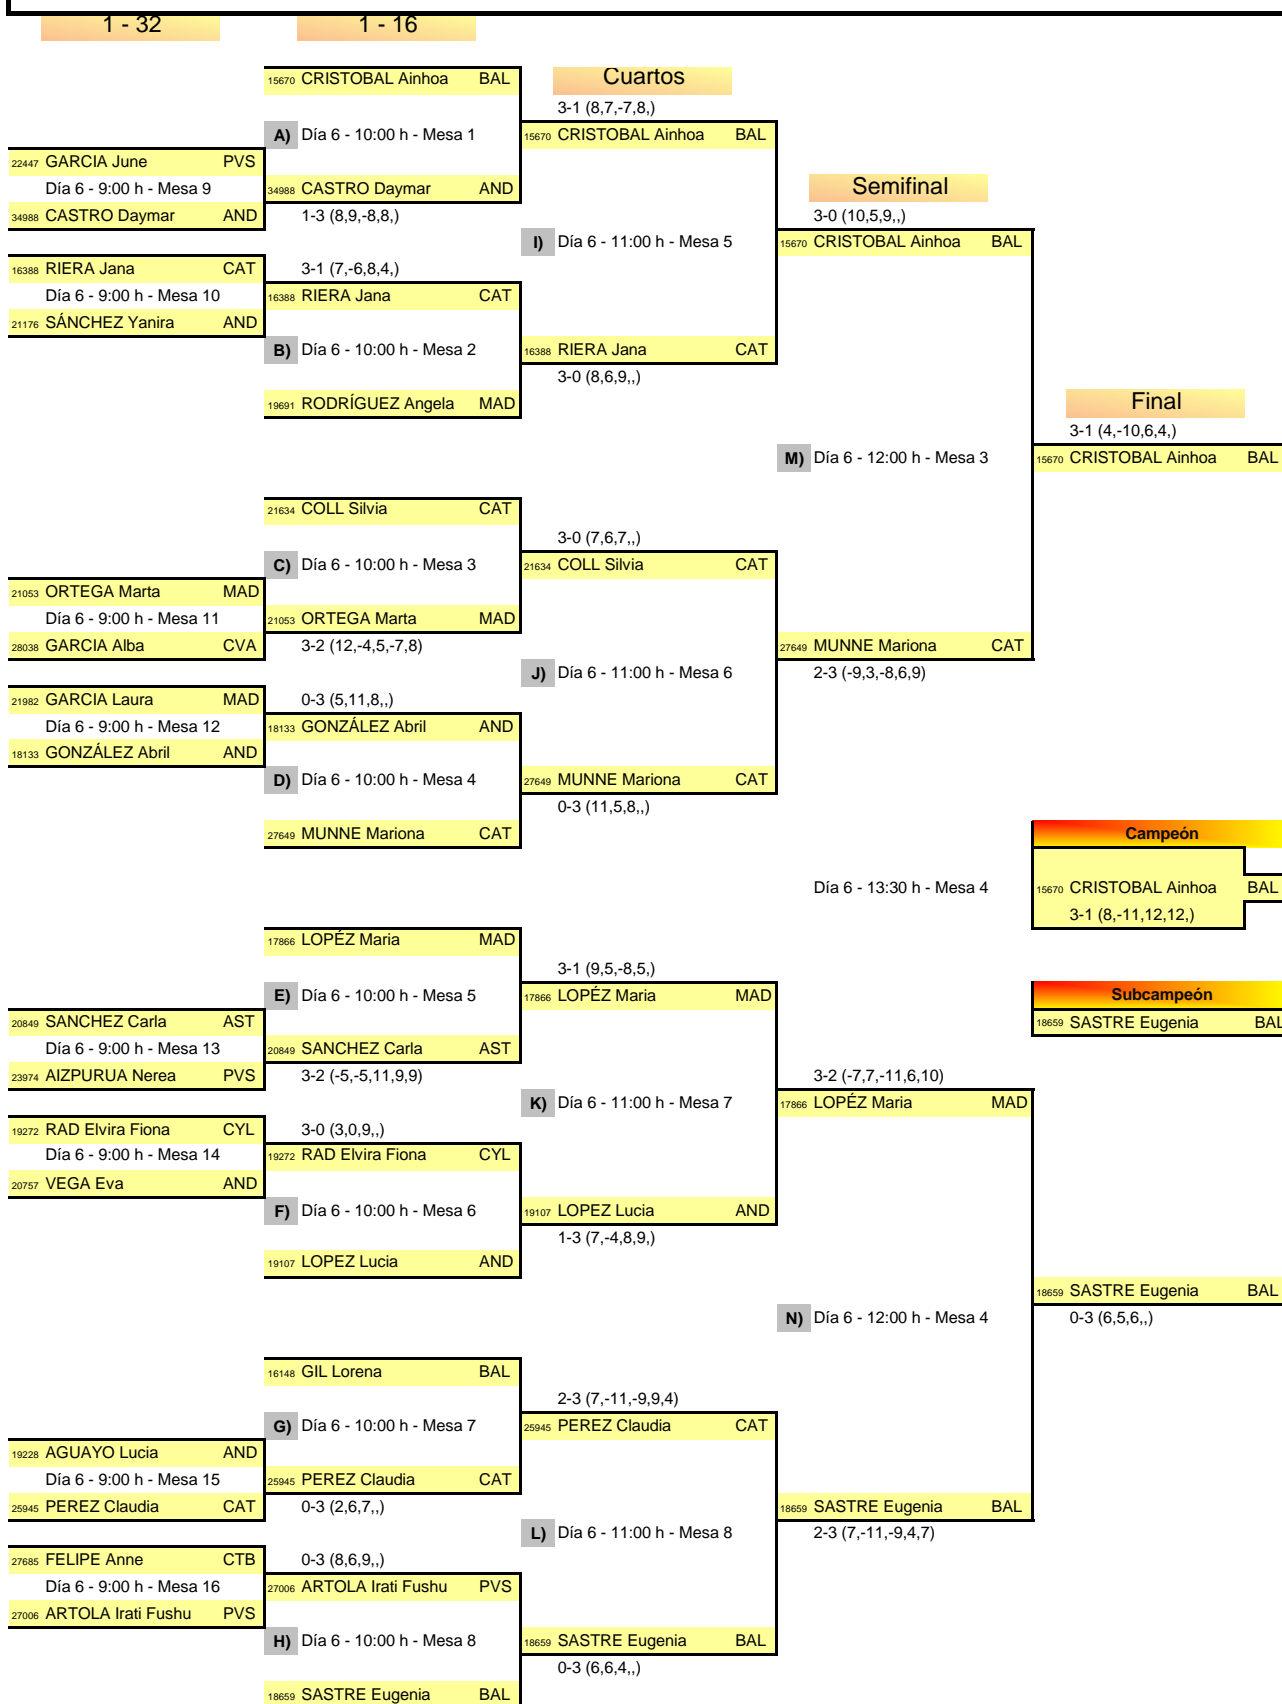 1 - 32 1 - 16
15670 CRISTOBAL Ainhoa BAL Cuartos
3-1 (8,7,-7,8,)
A) Día 6 - 10:00 h - Mesa 1 15670 CRISTOBAL Ainhoa BAL
22447 GARCIA June PVS
Día 6 - 9:00 h - Mesa 9 34988 CASTRO Daymar AND Semifinal
34988 CASTRO Daymar AND 1-3 (8,9,-8,8,) 3-0 (10,5,9,,)
I) Día 6 - 11:00 h - Mesa 5 15670 CRISTOBAL Ainhoa BAL
16388 RIERA Jana CAT 3-1 (7,-6,8,4,)
Día 6 - 9:00 h - Mesa 10 16388 RIERA Jana CAT
21176 SÁNCHEZ Yanira AND
B) Día 6 - 10:00 h - Mesa 2 16388 RIERA Jana CAT
3-0 (8,6,9,,)
19691 RODRÍGUEZ Angela MAD Final
3-1 (4,-10,6,4,)
M) Día 6 - 12:00 h - Mesa 3 15670 CRISTOBAL Ainhoa BAL
21634 COLL Silvia CAT
3-0 (7,6,7,,)
C) Día 6 - 10:00 h - Mesa 3 21634 COLL Silvia CAT
21053 ORTEGA Marta MAD
Día 6 - 9:00 h - Mesa 11 21053 ORTEGA Marta MAD
28038 GARCIA Alba CVA 3-2 (12,-4,5,-7,8) 27649 MUNNE Mariona CAT
J) Día 6 - 11:00 h - Mesa 6 2-3 (-9,3,-8,6,9)
21982 GARCIA Laura MAD 0-3 (5,11,8,,)
Día 6 - 9:00 h - Mesa 12 18133 GONZÁLEZ Abril AND
18133 GONZÁLEZ Abril AND
D) Día 6 - 10:00 h - Mesa 4 27649 MUNNE Mariona CAT
0-3 (11,5,8,,)
27649 MUNNE Mariona CAT Campeón
Día 6 - 13:30 h - Mesa 4 15670 CRISTOBAL Ainhoa BAL
3-1 (8,-11,12,12,)
17866 LOPÉZ Maria MAD
3-1 (9,5,-8,5,)
E) Día 6 - 10:00 h - Mesa 5 17866 LOPÉZ Maria MAD Subcampeón
20849 SANCHEZ Carla AST 18659 SASTRE Eugenia BAL
Día 6 - 9:00 h - Mesa 13 20849 SANCHEZ Carla AST
23974 AIZPURUA Nerea PVS 3-2 (-5,-5,11,9,9) 3-2 (-7,7,-11,6,10)
K) Día 6 - 11:00 h - Mesa 7 17866 LOPÉZ Maria MAD
19272 RAD Elvira Fiona CYL 3-0 (3,0,9,,)
Día 6 - 9:00 h - Mesa 14 19272 RAD Elvira Fiona CYL
20757 VEGA Eva AND
F) Día 6 - 10:00 h - Mesa 6 19107 LOPEZ Lucia AND
1-3 (7,-4,8,9,)
19107 LOPEZ Lucia AND
18659 SASTRE Eugenia BAL
N) Día 6 - 12:00 h - Mesa 4 0-3 (6,5,6,,)
16148 GIL Lorena BAL
2-3 (7,-11,-9,9,4)
G) Día 6 - 10:00 h - Mesa 7 25945 PEREZ Claudia CAT
19228 AGUAYO Lucia AND
Día 6 - 9:00 h - Mesa 15 25945 PEREZ Claudia CAT
25945 PEREZ Claudia CAT 0-3 (2,6,7,,) 18659 SASTRE Eugenia BAL
L) Día 6 - 11:00 h - Mesa 8 2-3 (7,-11,-9,4,7)
27685 FELIPE Anne CTB 0-3 (8,6,9,,)
Día 6 - 9:00 h - Mesa 16 27006 ARTOLA Irati Fushu PVS
27006 ARTOLA Irati Fushu PVS
H) Día 6 - 10:00 h - Mesa 8 18659 SASTRE Eugenia BAL
0-3 (6,6,4,,)
18659 SASTRE Eugenia BAL